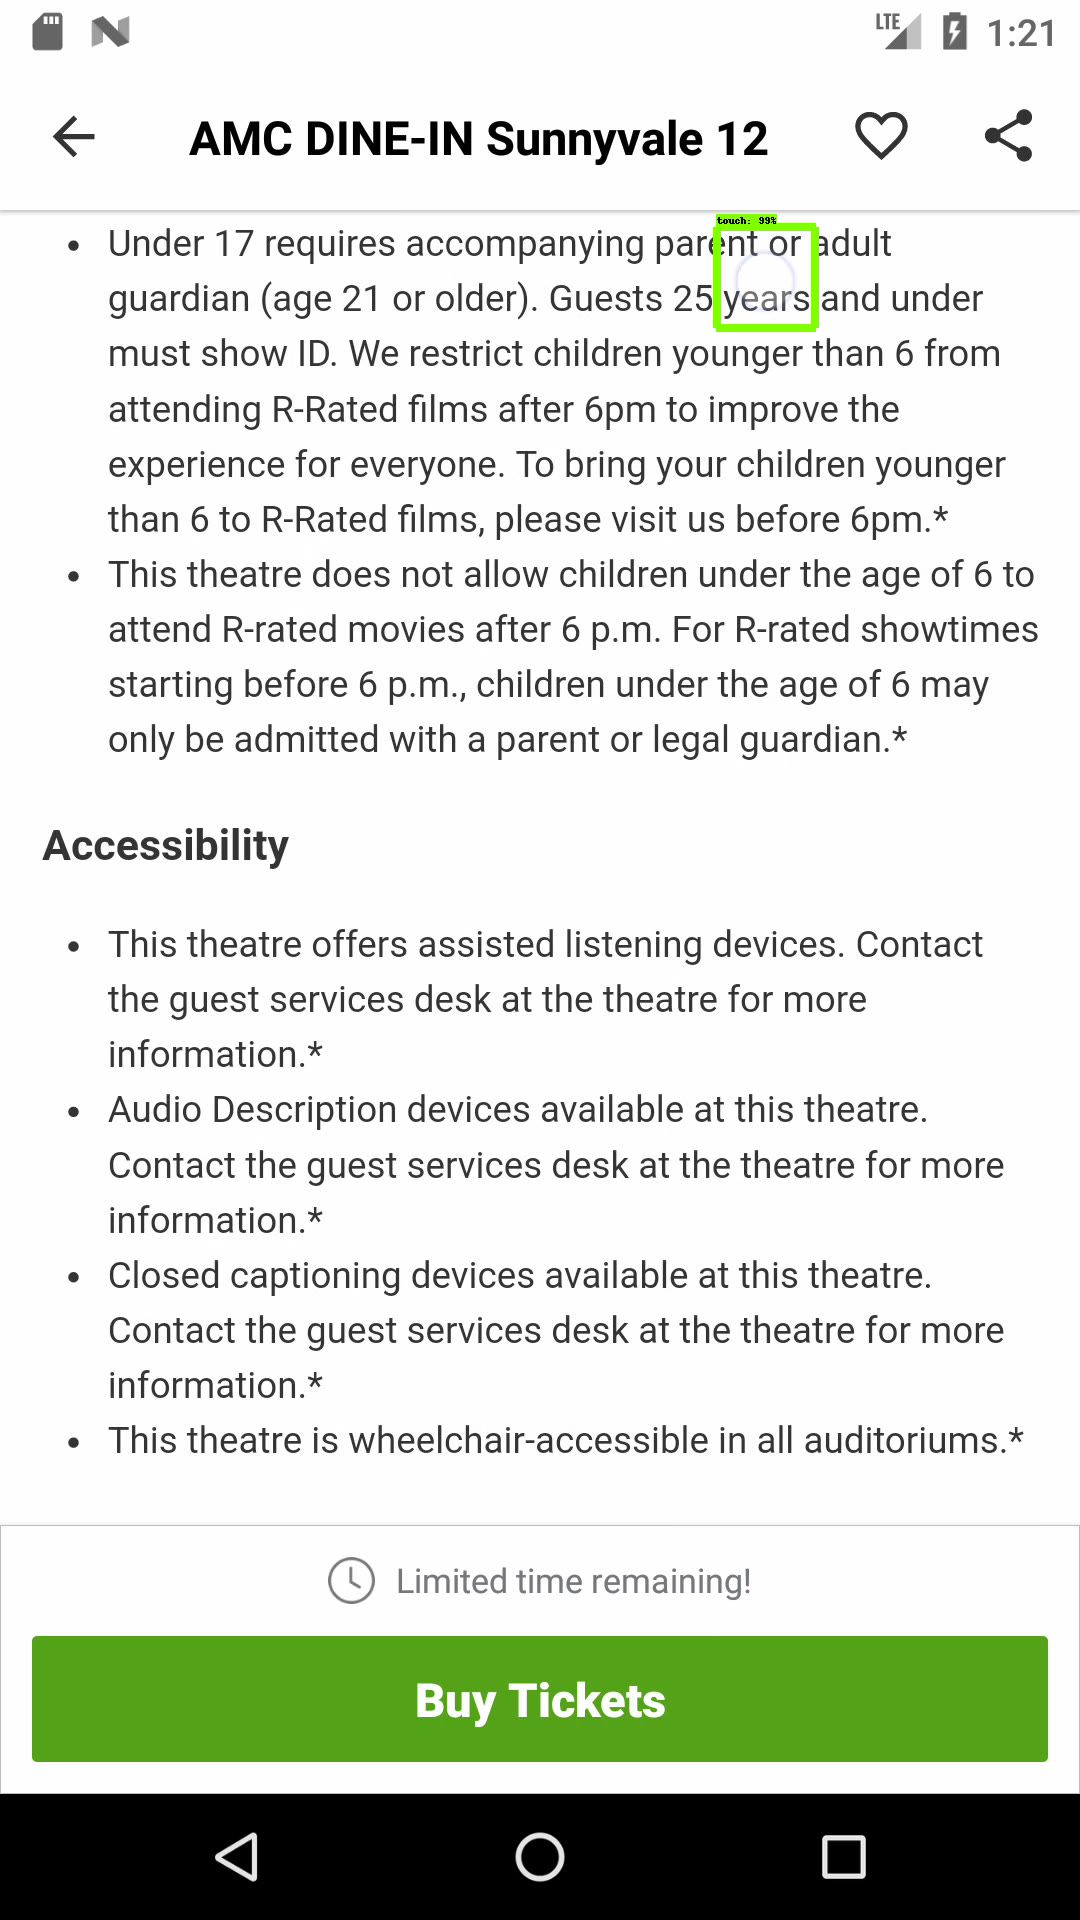 LTE 1:21
AMC DINE-IN Sunnyvale 12
touch: 99%
• Under 17 requires accompanying parent or adult
guardian (age 21 or older). Guests 25 years and under
must show ID. We restrict children younger than 6 from
attending R-Rated films after 6pm to improve the
experience for everyone. To bring your children younger
than 6 to R-Rated films, please visit us before 6pm.*
• This theatre does not allow children under the age of 6 to
attend R-rated movies after 6 p.m. For R-rated showtimes
starting before 6 p.m., children under the age of 6 may
only be admitted with a parent or legal guardian.*
Accessibility
• This theatre offers assisted listening devices. Contact
the guest services desk at the theatre for more
information.*
• Audio Description devices available at this theatre.
Contact the guest services desk at the theatre for more
information.*
• Closed captioning devices available at this theatre.
Contact the guest services desk at the theatre for more
information.*
• This theatre is wheelchair-accessible in all auditoriums.*
Limited time remaining!
Buy Tickets